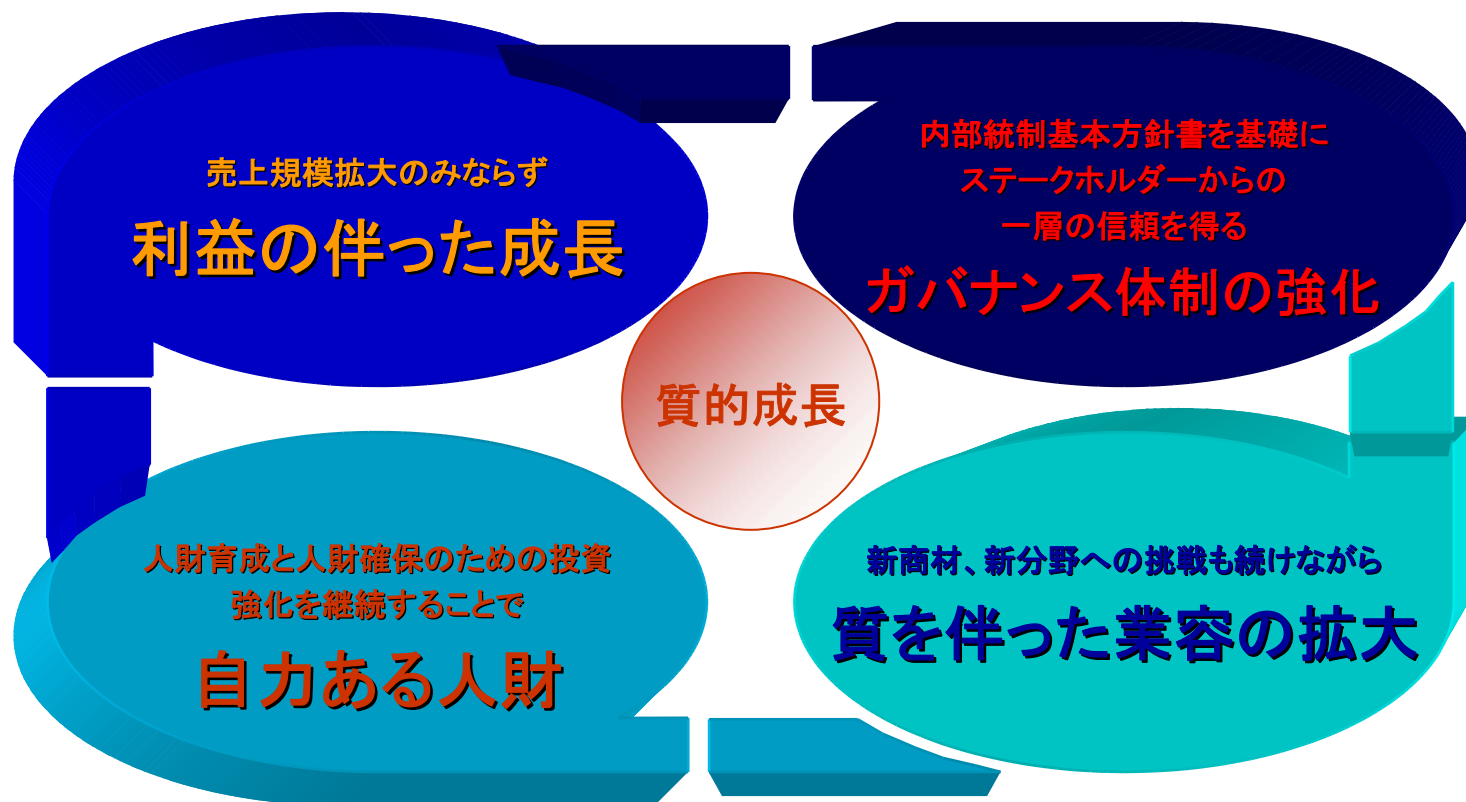 売上規模拡大のみならず
利益の伴った成長
内部統制基本方針書を基礎に
ステークホルダーからの
一層の信頼を得る
ガバナンス体制の強化
質的成長
人財育成と人財確保のための投資
強化を継続することで
自力ある人財
新商材、新分野への挑戦も続けながら
質を伴った業容の拡大